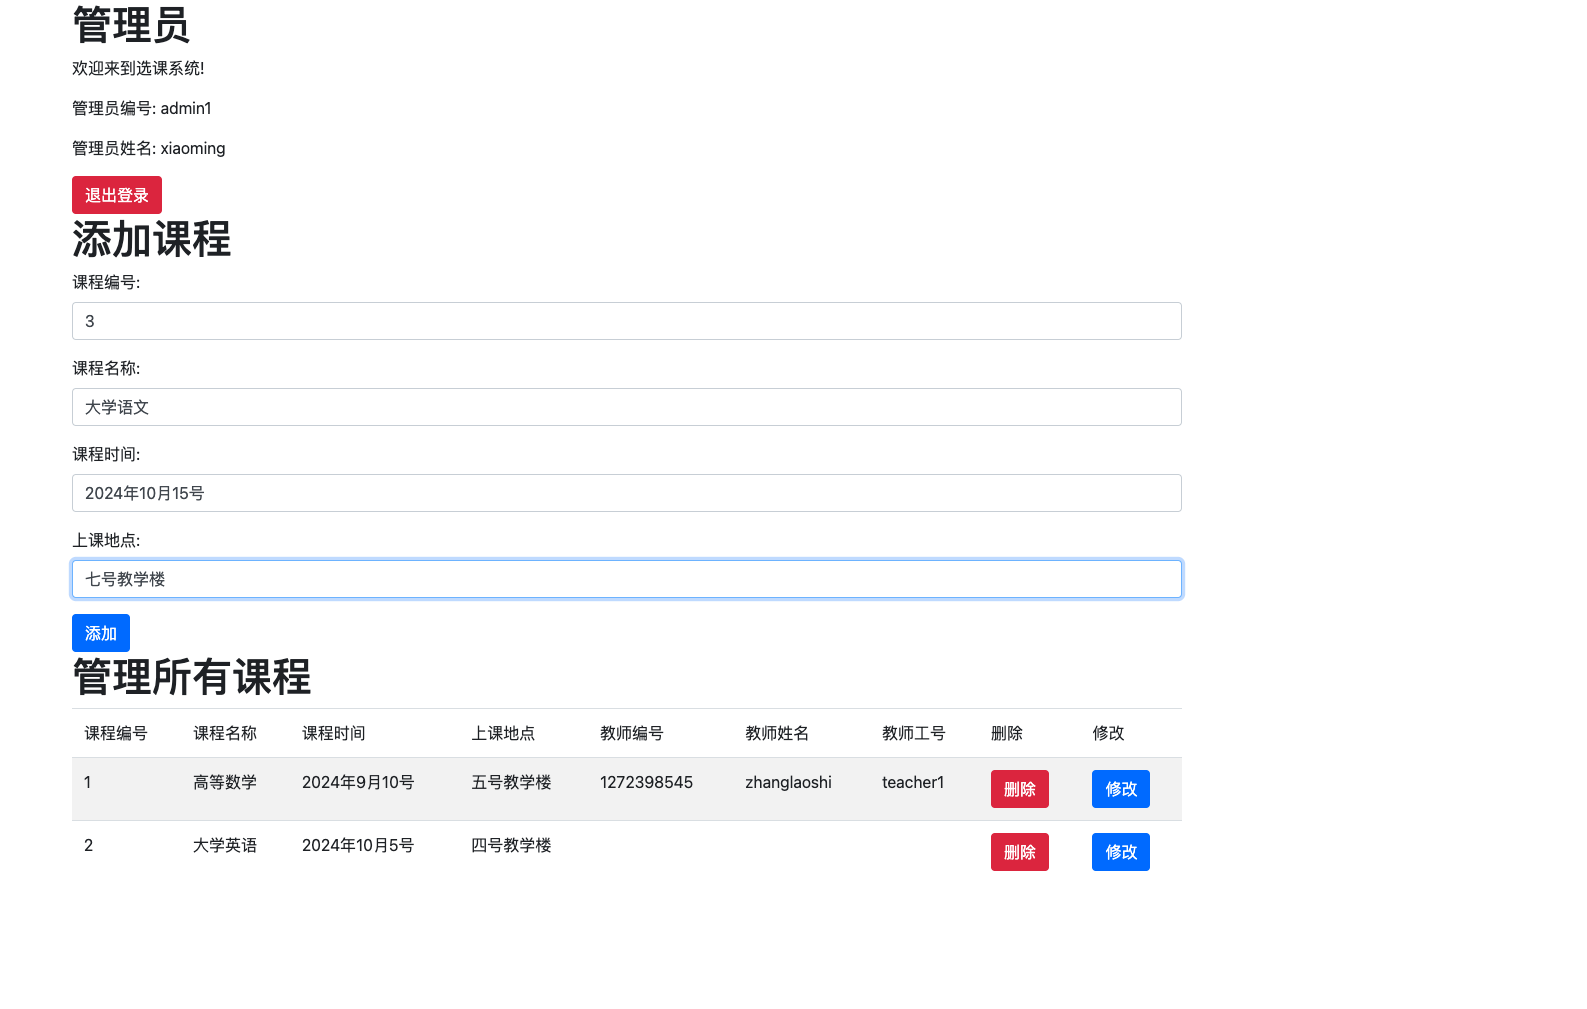 管理员
欢迎来到选课系统!
管理员编号: admin1
管理员姓名: xiaoming
退出登录
添加课程
课程编号:
3
课程名称:
大学语文
课程时间:
2024年10月15号
上课地点:
七号教学楼
添加
管理所有课程
课程编号 课程名称 课程时间 上课地点 教师编号 教师姓名 教师工号 删除 修改
1 高等数学 2024年9月10号 五号教学楼 1272398545 zhanglaoshi teacher1 删除 修改
2 大学英语 2024年10月5号 四号教学楼 删除 修改